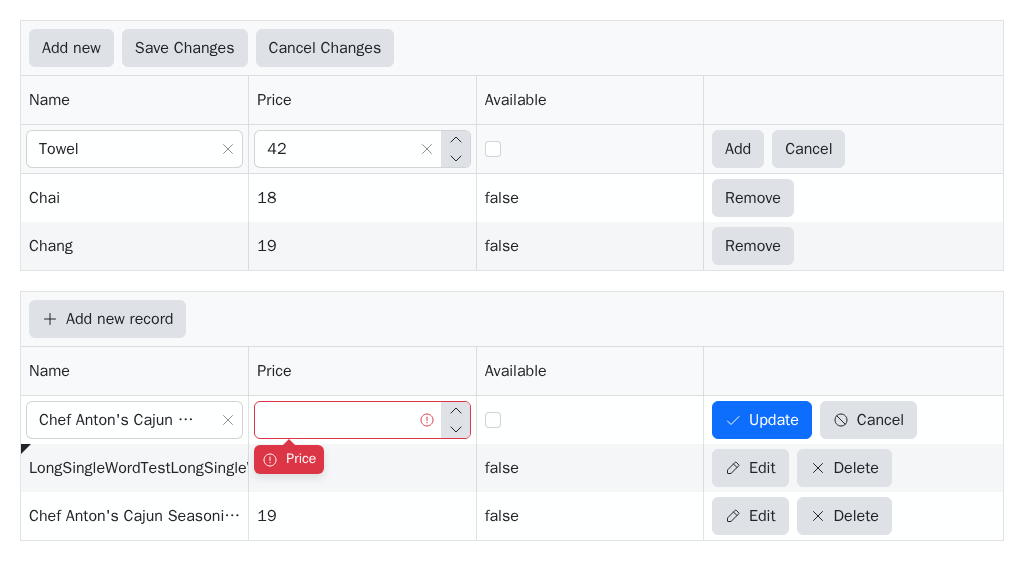 Add new Save Changes Cancel Changes
Name Price Available
Towel 42 Add Cancel
Chai 18 false Remove
Chang 19 false Remove
Add new record
Name Price Available
Chef Anton's Cajun ··· Update Cancel
Price
LongSingleWordTestLongSingle false Edit Delete
Chef Anton's Cajun Seasoni··· 19 false Edit Delete